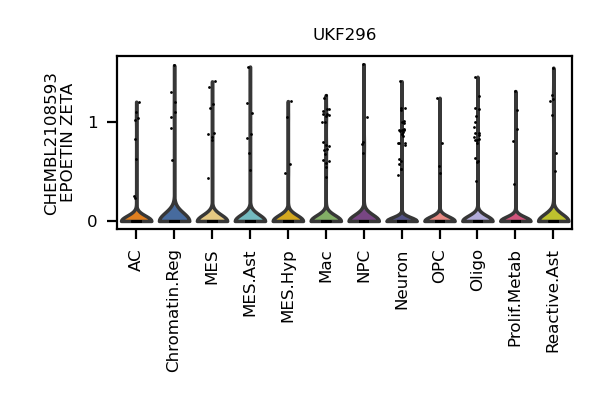 UKF296
CHEMBL2108593
EPOETIN ZETA
1
0
AC
Chromatin.Reg
MES
MES.Ast
MES.Hyp
Mac
NPC
Neuron
OPC
Oligo
Prolif.Metab
Reactive.Ast